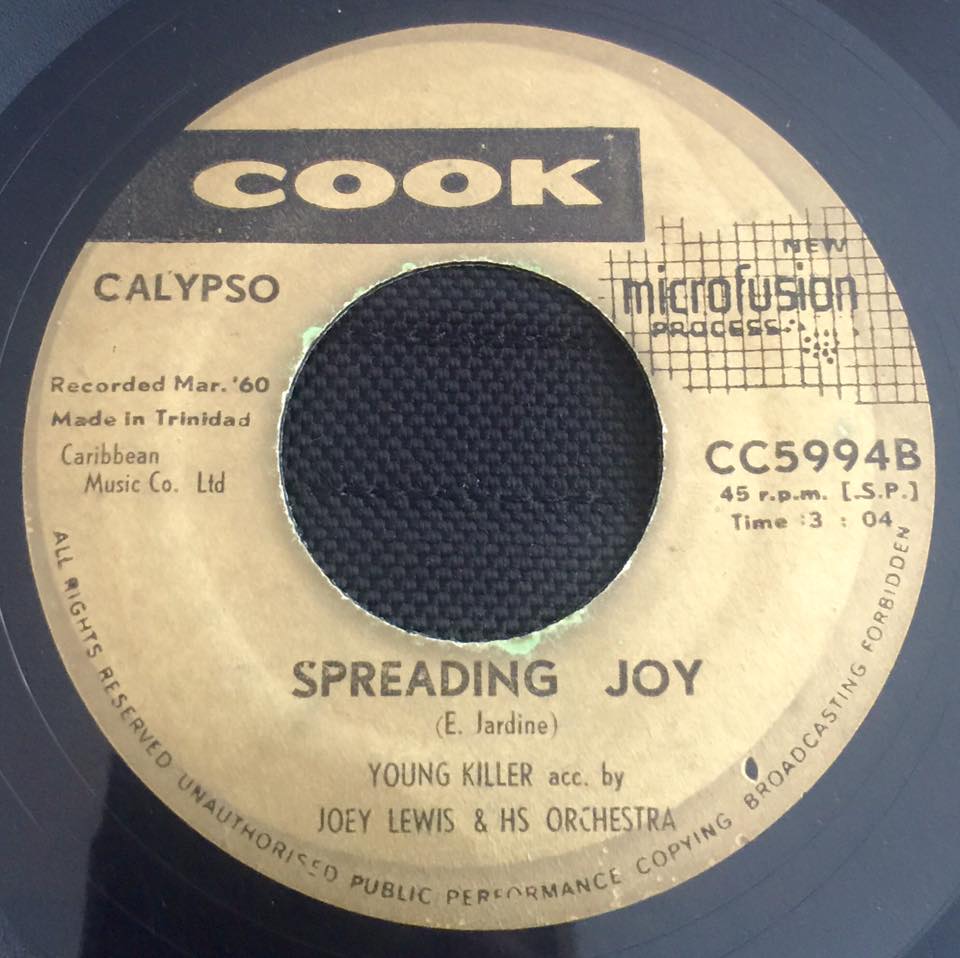 COOK
NEW
microfusion
PROCESS
CALYPSO
Recorded Mar. '60
Made in Trinidad
Caribbean
Music Co. Ltd
CC5994B
45 r.p.m. [.S.P.]
Time :3 : 04
SPREADING JOY
(E. Jardine)
YOUNG KILLER acc. by
JOEY LEWIS & HS ORCHESTRA
ALL RIGHTS RESERVED UNAUTHORISED PUBLIC PERFORMANCE COPYING BROADCASTING FORBIDDEN